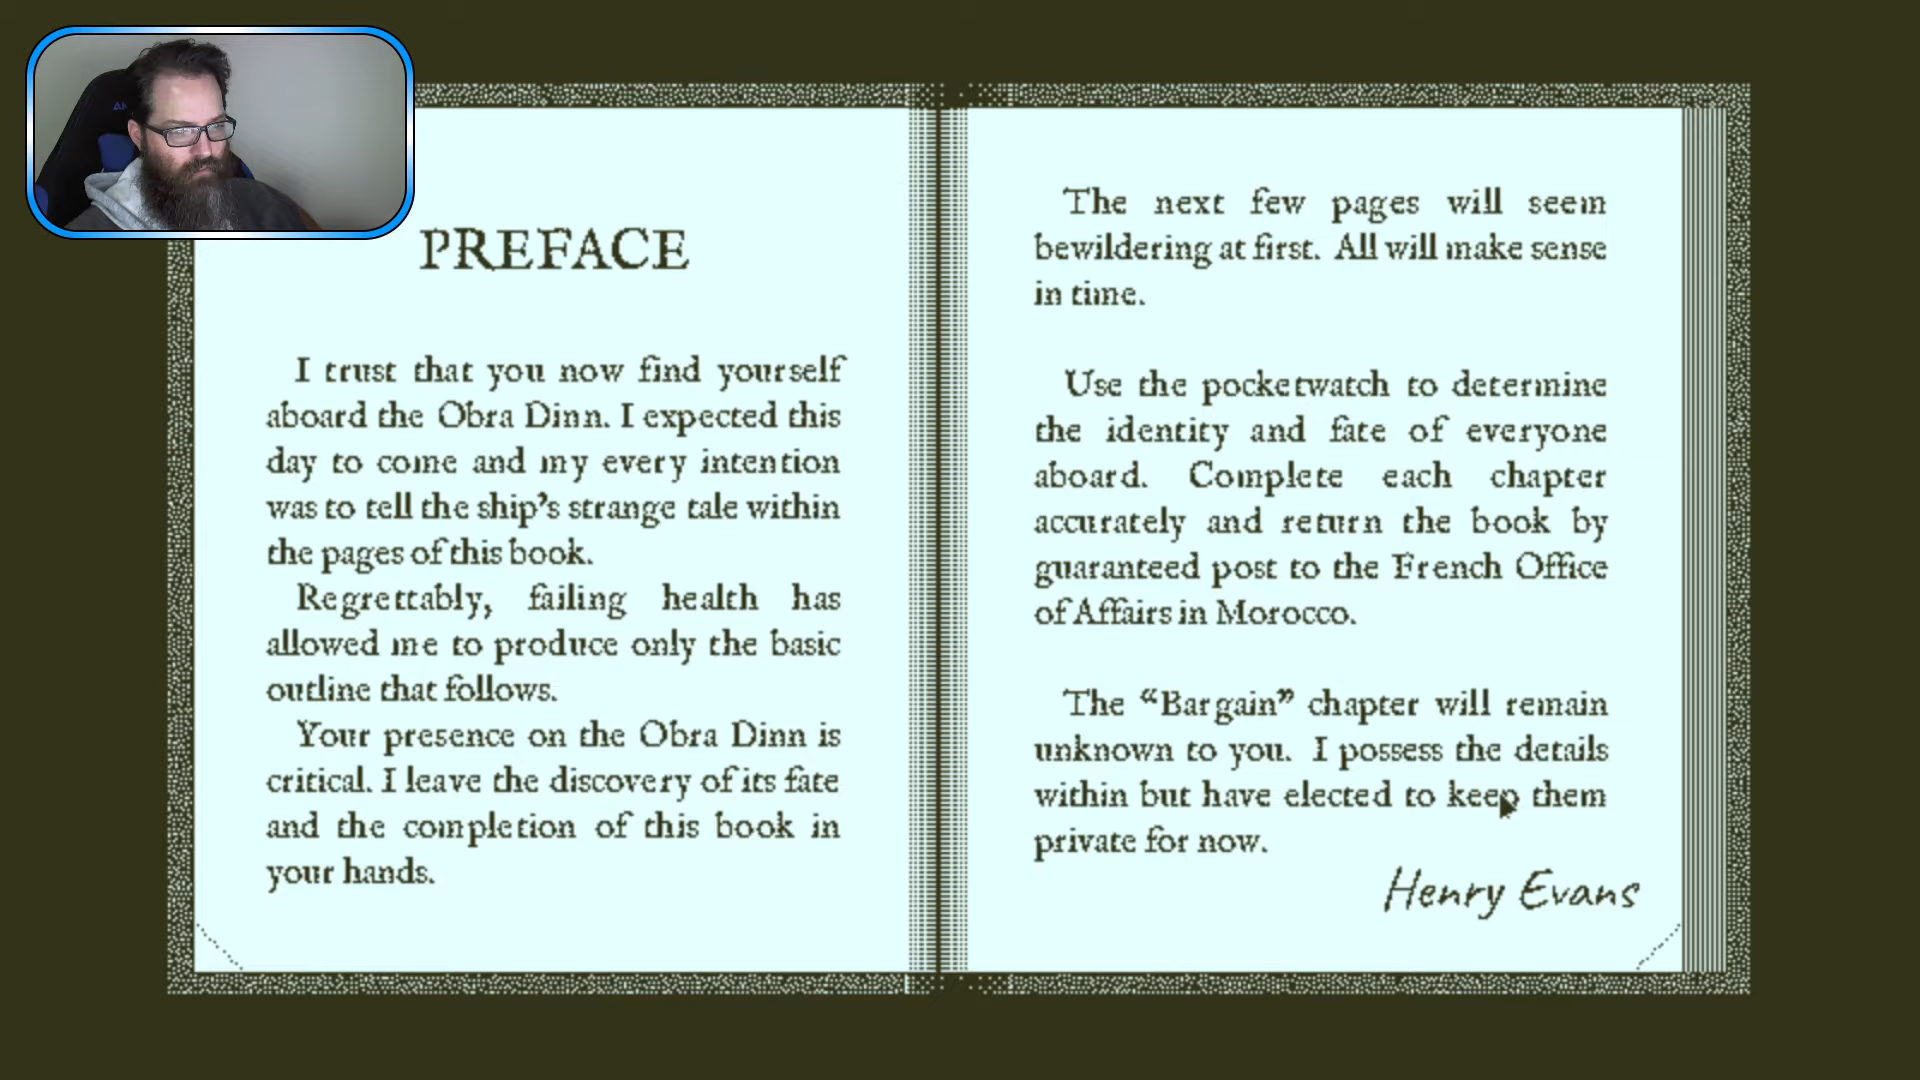 PREFACE
I trust that you now find yourself
aboard the Obra Dinn. I expected this
day to come and my every intention
was to tell the ship's strange tale within
the pages of this book.
Regrettably, failing health has
allowed me to produce only the basic
outline that follows.
Your presence on the Obra Dinn is
critical. I leave the discovery of its fate
and the completion of this book in
your hands.
The next few pages will seem
bewildering at first. All will make sense
in time.
Use the pocketwatch to determine
the identity and fate of everyone
aboard. Complete each chapter
accurately and return the book by
guaranteed post to the French Office
of Affairs in Morocco.
The “Bargain” chapter will remain
unknown to you. I possess the details
within but have elected to keep them
private for now.
Henry Evans